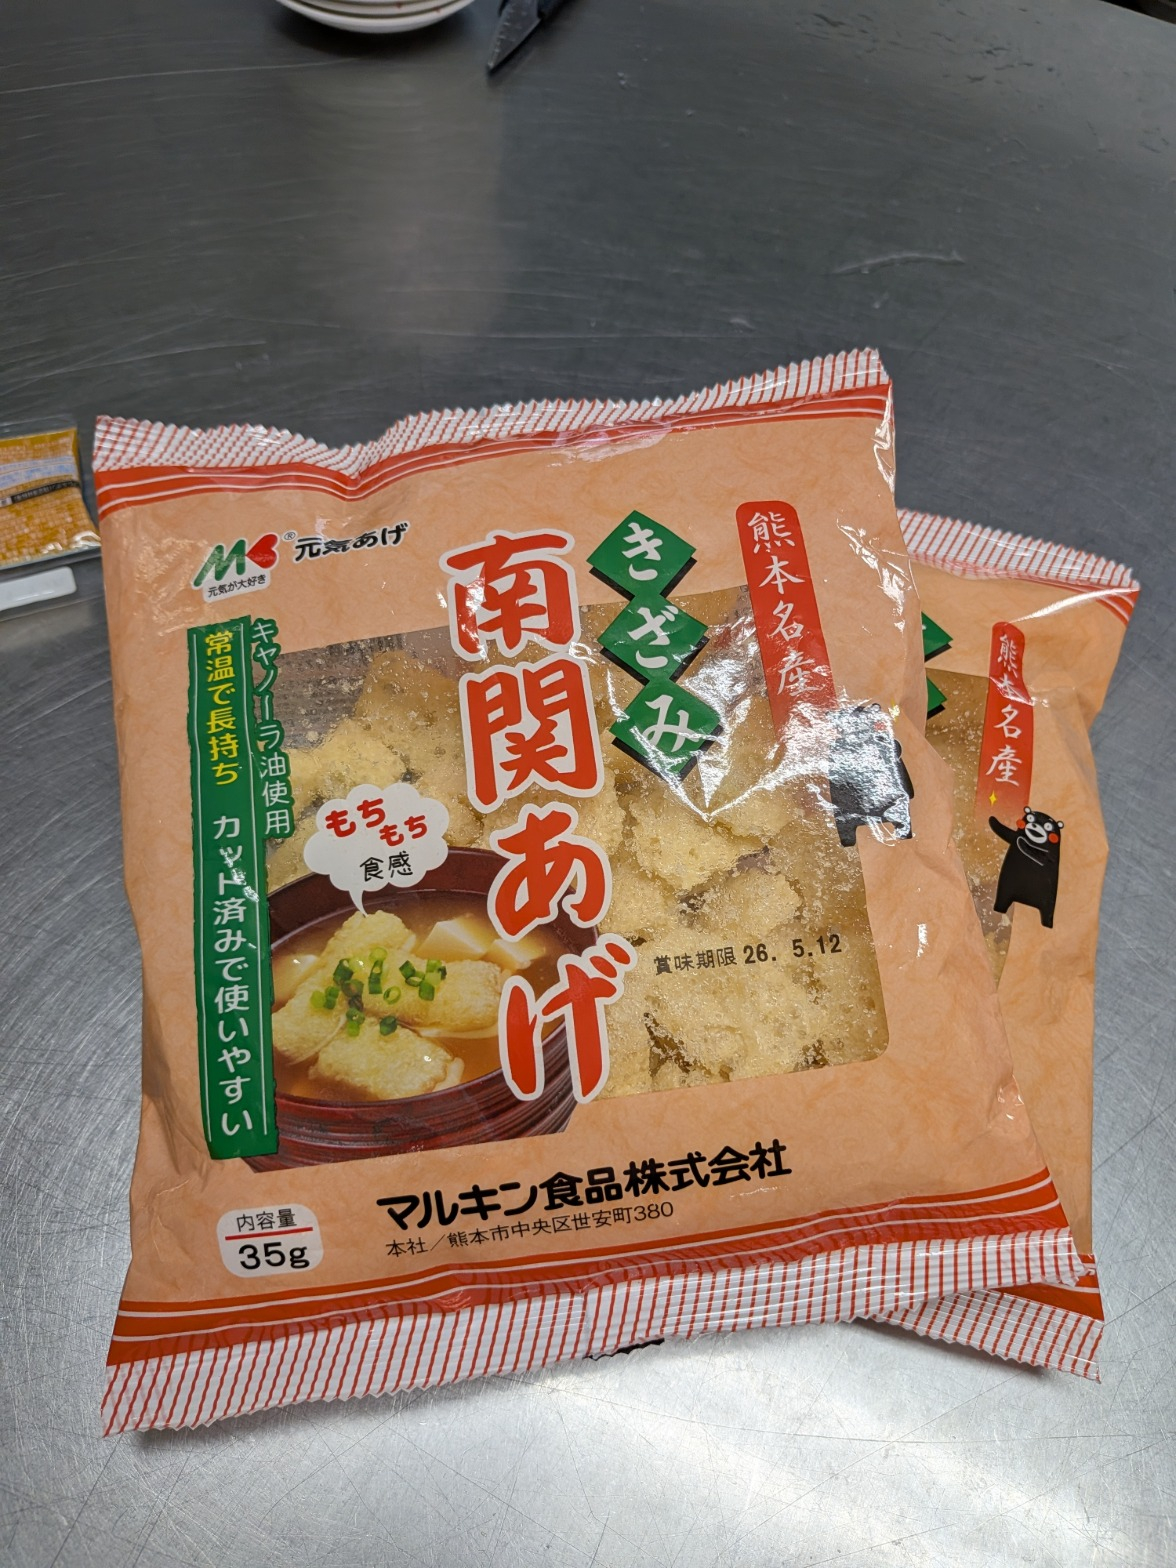 MK®
元気が大好き
元気あげ
きざみ
熊本名産
南関あげ
キャノーラ油使用
常温で長持ち カット済みで使いやすい
もちもち
食感
賞味期限 26. 5.12
マルキン食品株式会社
本社／熊本市中央区世安町380
内容量
35g
熊本名産